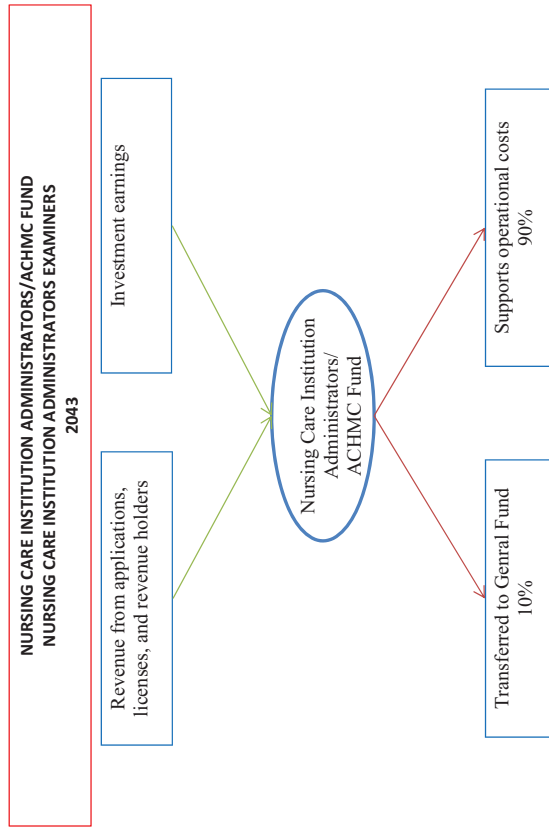 NURSING CARE INSTITUTION ADMINISTRATORS/ACHMC FUND
NURSING CARE INSTITUTION ADMINISTRATORS EXAMINERS
2043
Revenue from applications,
licenses, and revenue holders
Investment earnings
Nursing Care Institution
Administrators/
ACHMC Fund
Transferred to Genral Fund
10%
Supports operational costs
90%